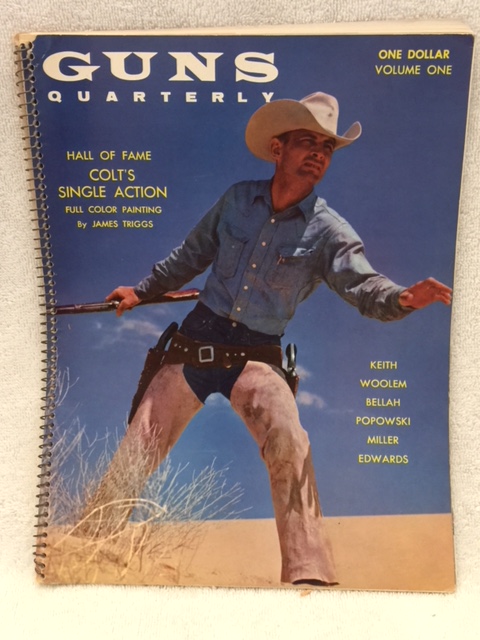 GUNS
QUARTERLY
ONE DOLLAR
VOLUME ONE
HALL OF FAME
COLT'S
SINGLE ACTION
FULL COLOR PAINTING
By JAMES TRIGGS
KEITH
WOOLEM
BELLAH
POPOWSKI
MILLER
EDWARDS